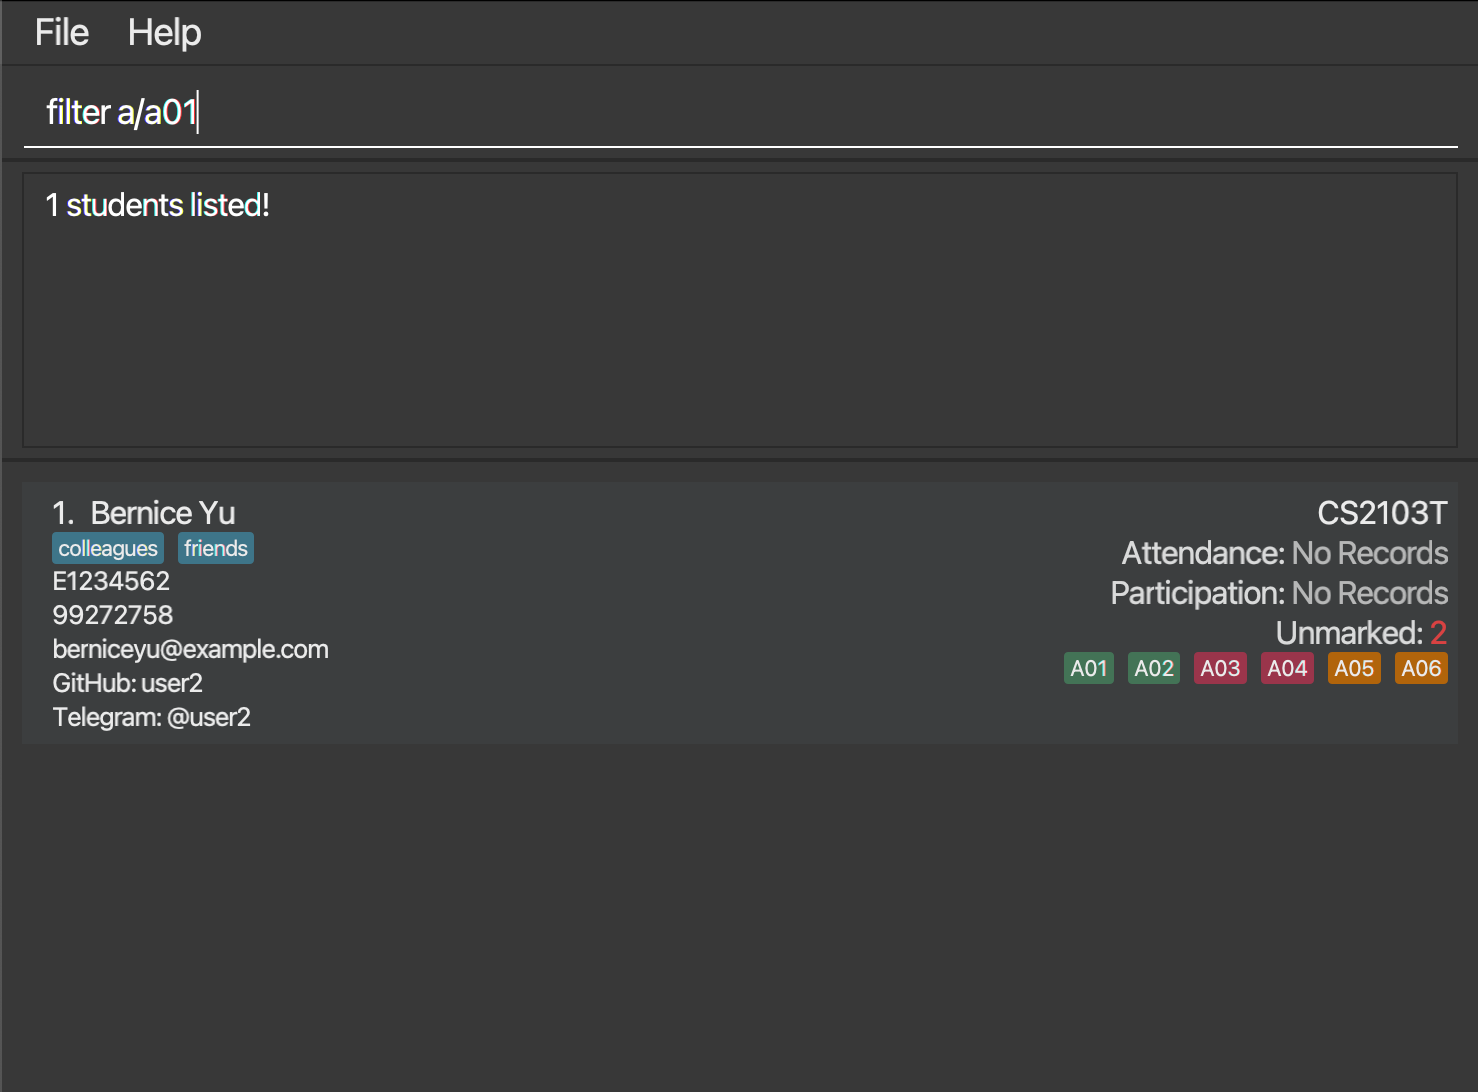 File Help
filter a/a01
1 students listed!
1. Bernice Yu
colleagues friends
E1234562
99272758
berniceyu@example.com
GitHub: user2
Telegram: @user2
CS2103T
Attendance: No Records
Participation: No Records
Unmarked: 2
A01 A02 A03 A04 A05 A06